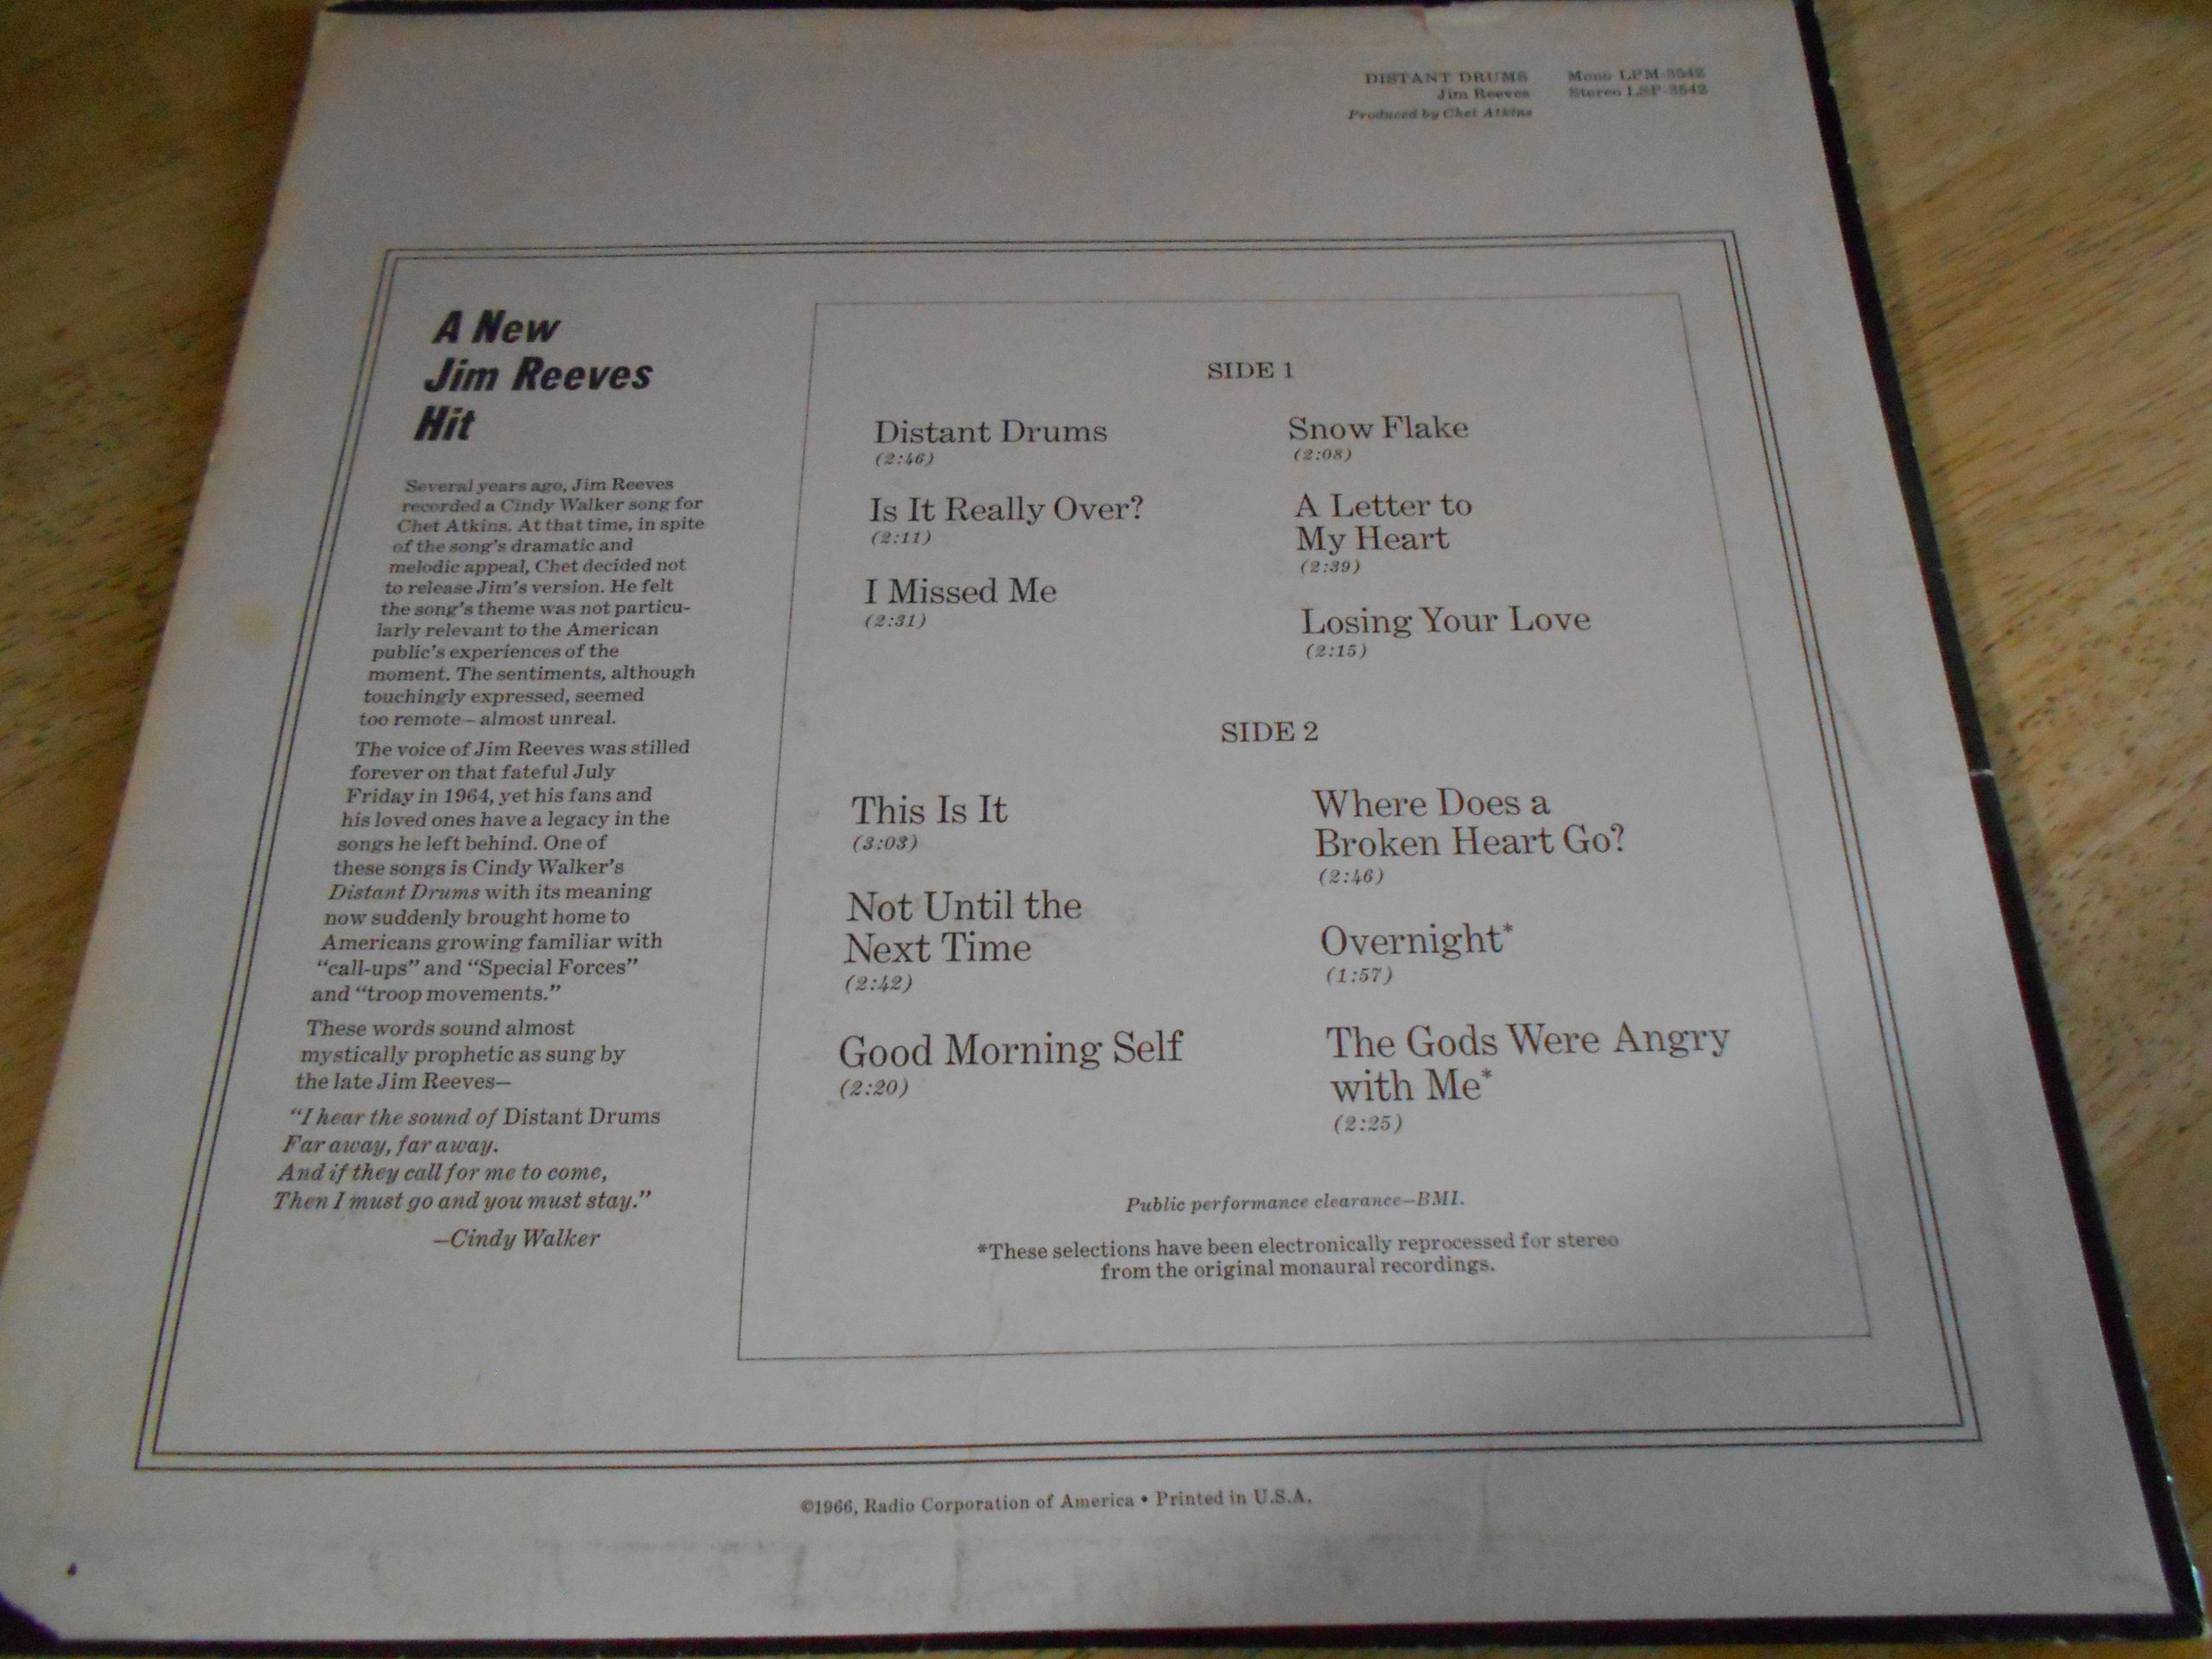 DISTANT DRUMS
Jim Reeves
Produced by Chet Atkins
Mono LPM-3542
Stereo LSP-3542
A New
Jim Reeves
Hit
Several years ago, Jim Reeves
recorded a Cindy Walker song for
Chet Atkins. At that time, in spite
of the song's dramatic and
melodic appeal, Chet decided not
to release Jim's version. He felt
the song's theme was not particu-
larly relevant to the American
public's experiences of the
moment. The sentiments, although
touchingly expressed, seemed
too remote—almost unreal.
The voice of Jim Reeves was stilled
forever on that fateful July
Friday in 1964, yet his fans and
his loved ones have a legacy in the
songs he left behind. One of
these songs is Cindy Walker's
Distant Drums with its meaning
now suddenly brought home to
Americans growing familiar with
"call-ups" and "Special Forces"
and "troop movements."
These words sound almost
mystically prophetic as sung by
the late Jim Reeves—
"I hear the sound of Distant Drums
Far away, far away.
And if they call for me to come,
Then I must go and you must stay."
—Cindy Walker
SIDE 1
Distant Drums
(2:46)
Is It Really Over?
(2:11)
I Missed Me
(2:31)
Snow Flake
(2:08)
A Letter to
My Heart
(2:39)
Losing Your Love
(2:15)
SIDE 2
This Is It
(3:03)
Not Until the
Next Time
(2:42)
Good Morning Self
(2:20)
Where Does a
Broken Heart Go?
(2:46)
Overnight*
(1:57)
The Gods Were Angry
with Me*
(2:25)
Public performance clearance—BMI.
*These selections have been electronically reprocessed for stereo
from the original monaural recordings.
©1966, Radio Corporation of America • Printed in U.S.A.